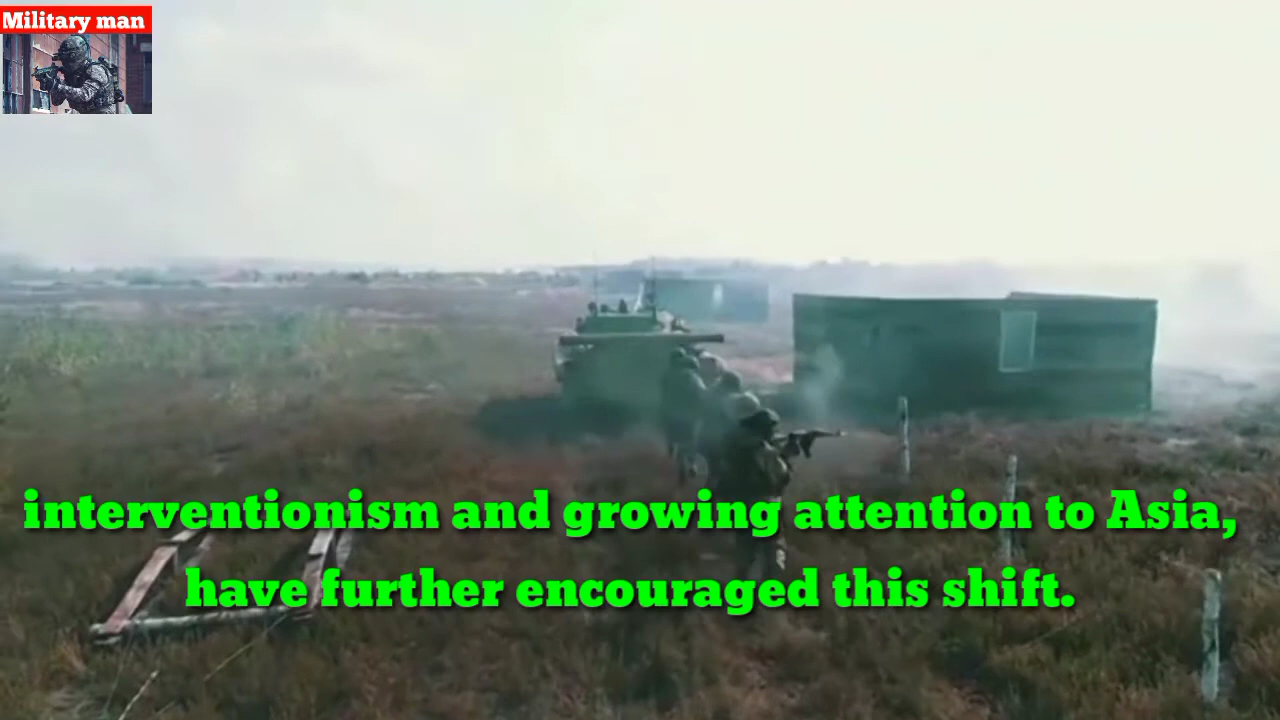 Military man
interventionism and growing attention to Asia,
have further encouraged this shift.